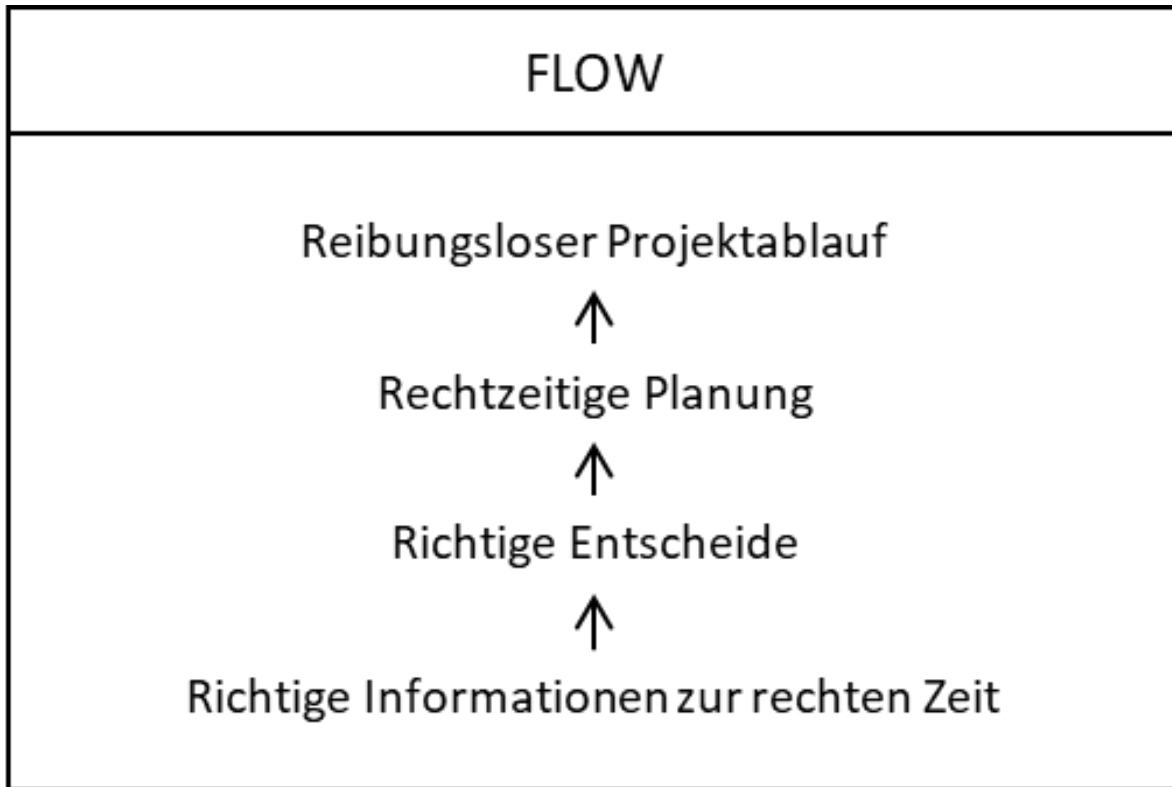 FLOW
Reibungsloser Projektablauf
Rechtzeitige Planung
Richtige Entscheide
Richtige Informationen zur rechten Zeit